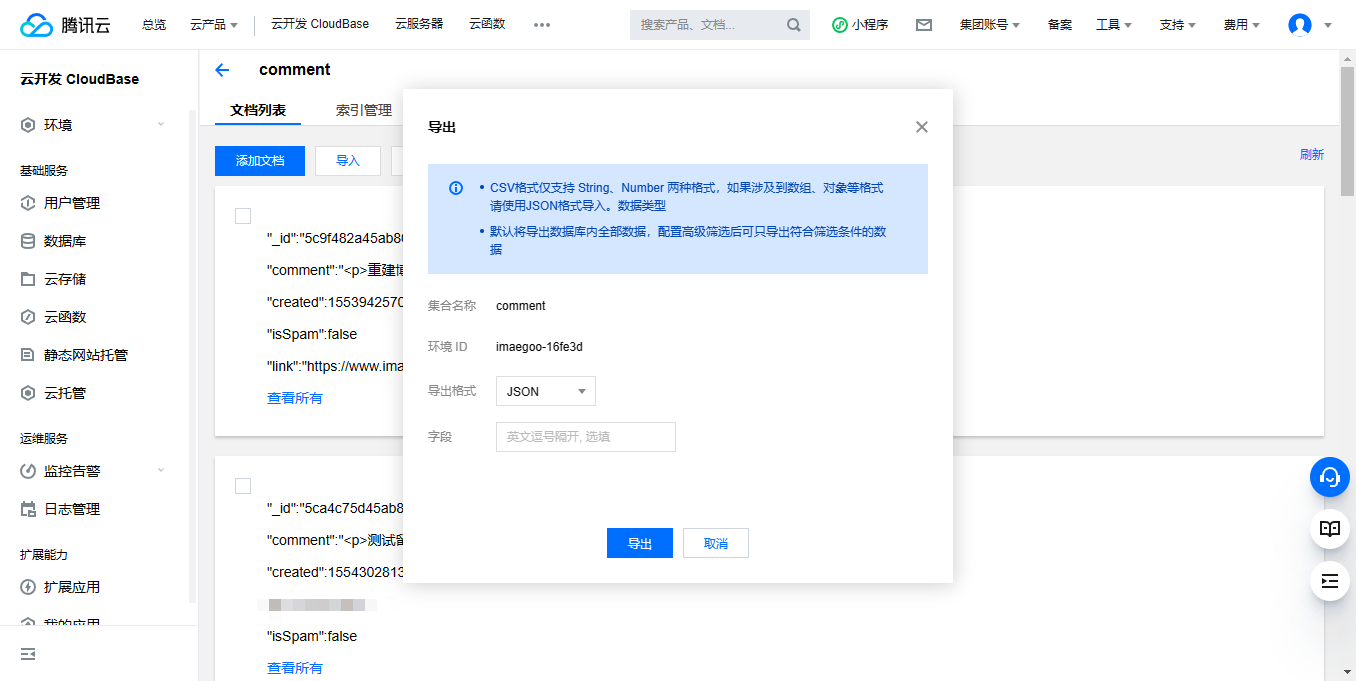 腾讯云 总览 云产品 云开发 CloudBase 云服务器 云函数 搜索产品、文档... 小程序 集团账号 备案 工具 支持 费用
云开发 CloudBase
环境
基础服务
用户管理
数据库
云存储
云函数
静态网站托管
云托管
运维服务
监控告警
日志管理
扩展能力
扩展应用
我的应用
comment
文档列表 索引管理
添加文档 导入
刷新
"_id":"5c9f482a45ab8
"comment":"<p>重建博
"created":1553942570
"isSpam":false
"link":"https://www.ima
查看所有
"_id":"5ca4c75d45ab8
"comment":"<p>测试留
"created":1554302813
"isSpam":false
查看所有
导出
CSV格式仅支持 String、Number 两种格式，如果涉及到数组、对象等格式
请使用JSON格式导入。数据类型
默认将导出数据库内全部数据，配置高级筛选后可只导出符合筛选条件的数
据
集合名称 comment
环境 ID imaegoo-16fe3d
导出格式 JSON
字段 英文逗号隔开, 选填
导出 取消